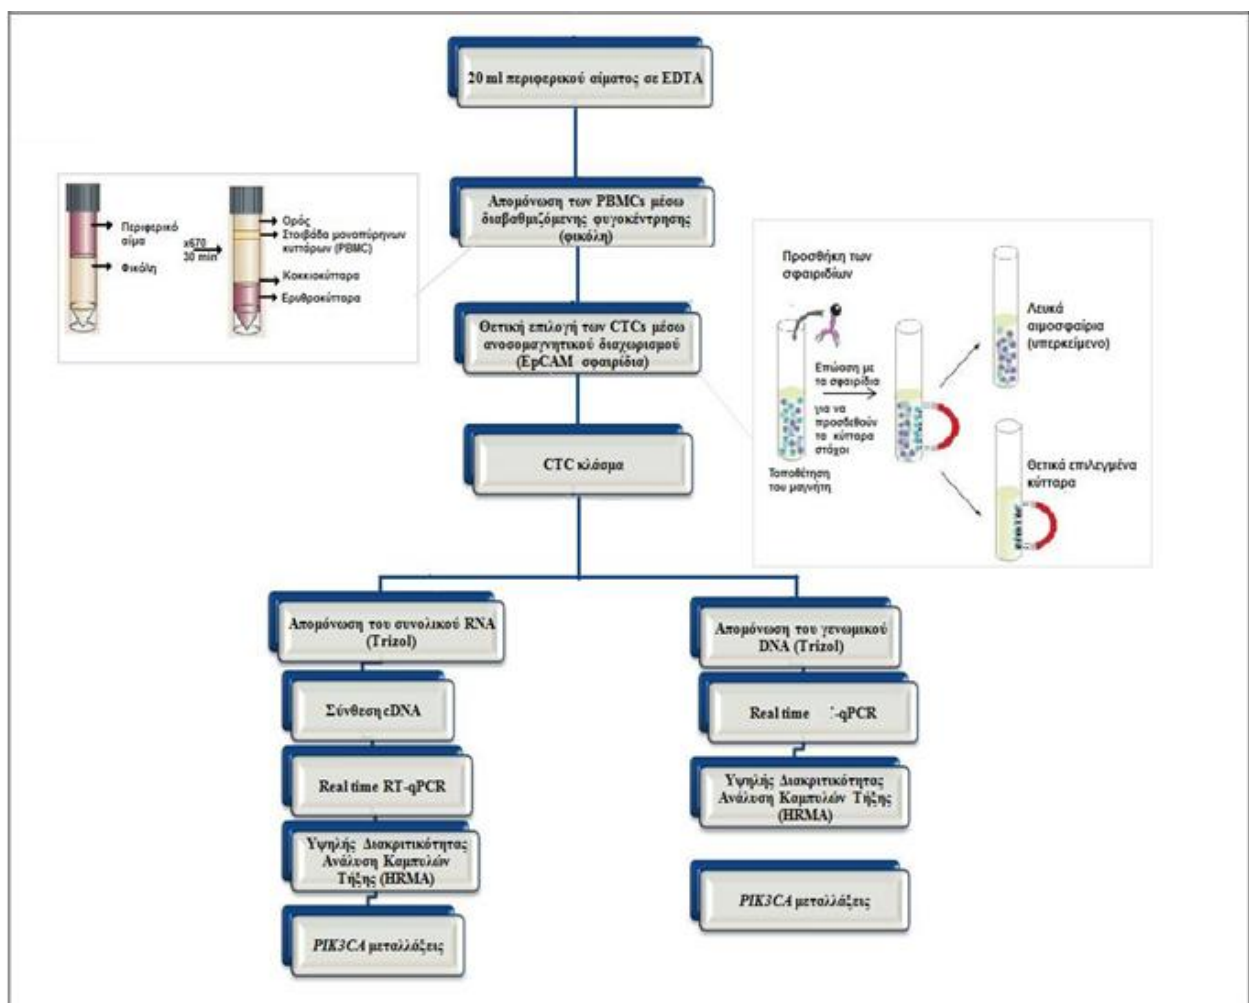 20 ml περιφερικού αίματος σε EDTA
Απομόνωση των PBMCs μέσω
διαβαθμιζόμενης φυγοκέντρησης
(φικόλη)
Περιφερικό
αίμα
Φικόλη
x670
30 min
Ορός
Στοιβάδα μονοπύρηνων
κυττάρων (PBMC)
Κοκκιοκύτταρα
Ερυθροκύτταρα
Θετική επιλογή των CTCs μέσω
ανοσομαγνητικού διαχωρισμού
(EpCAM σφαιρίδια)
Προσθήκη των
σφαιριδίων
Επώαση με
τα σφαιρίδια
για να
προσδεθούν
τα κύτταρα
στόχοι
Τοποθέτηση
του μαγνήτη
Λευκά
αιμοσφαίρια
(υπερκείμενο)
Θετικά επιλεγμένα
κύτταρα
CTC κλάσμα
Απομόνωση του συνολικού RNA
(Trizol)
Σύνθεση cDNA
Real time RT-qPCR
Υψηλής Διακριτικότητας
Ανάλυση Καμπυλών
Τήξης (HRMA)
PIK3CA μεταλλάξεις
Απομόνωση του γενωμικού
DNA (Trizol)
Real time -qPCR
Υψηλής Διακριτικότητας
Ανάλυση Καμπυλών Τήξης
(HRMA)
PIK3CA μεταλλάξεις